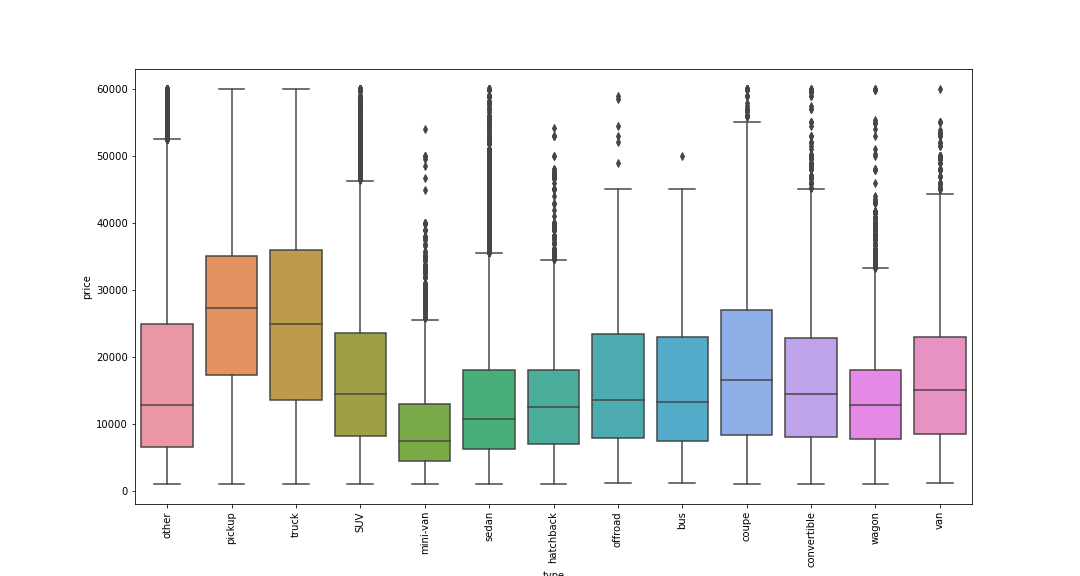 60000
50000
40000
30000
20000
10000
0
price
other
pickup
truck
SUV
mini-van
sedan
hatchback
offroad
bus
coupe
convertible
wagon
van
type